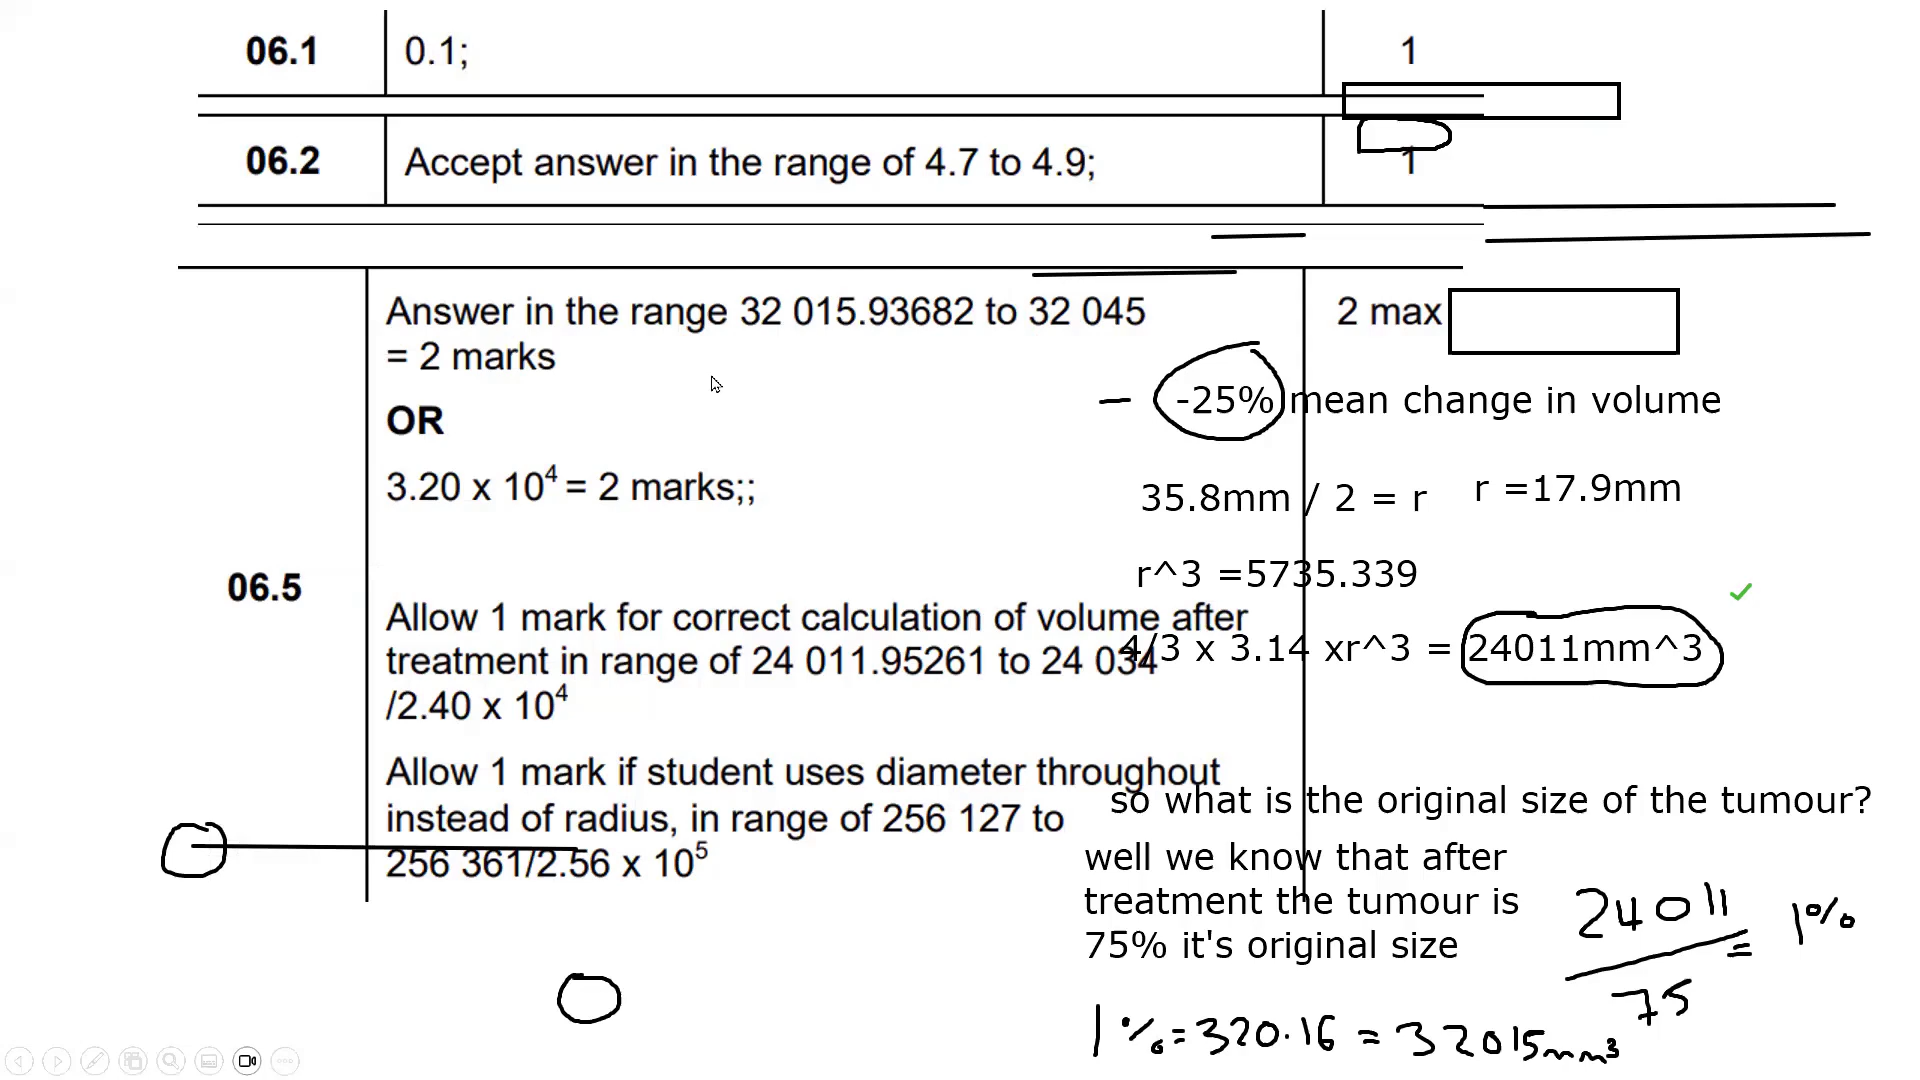 06.1 0.1; 1
06.2 Accept answer in the range of 4.7 to 4.9; 1
Answer in the range 32 015.93682 to 32 045 2 max
= 2 marks
-25% mean change in volume
OR
3.20 x 10⁴ = 2 marks;;
35.8mm / 2 = r r =17.9mm
r^3 =5735.339
06.5
Allow 1 mark for correct calculation of volume after
treatment in range of 24 011.95261 to 24 034
/2.40 x 10⁴
4/3 x 3.14 xr^3 = 24011mm^3
Allow 1 mark if student uses diameter throughout
instead of radius, in range of 256 127 to
256 361/2.56 x 10⁵
so what is the original size of the tumour?
well we know that after
treatment the tumour is
75% it's original size
24011 = 1%
75
1% = 320.16 = 32015mm³